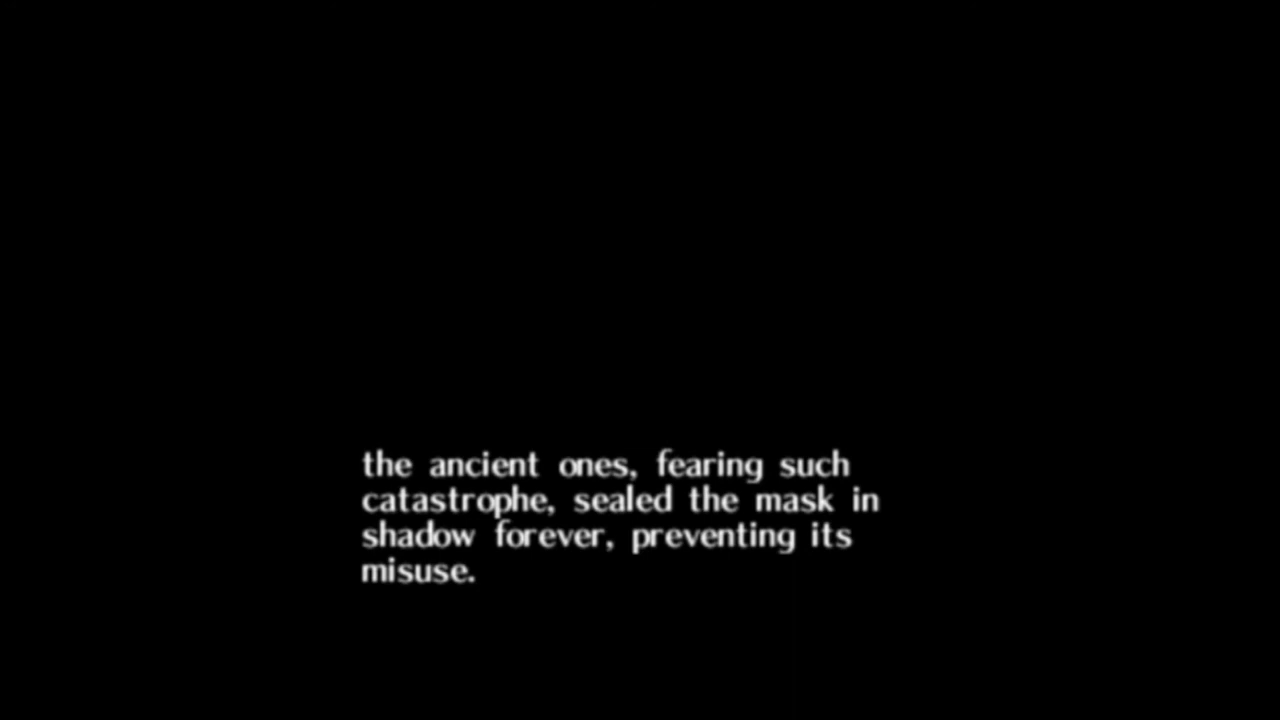 the ancient ones, fearing such
catastrophe, sealed the mask in
shadow forever, preventing its
misuse.